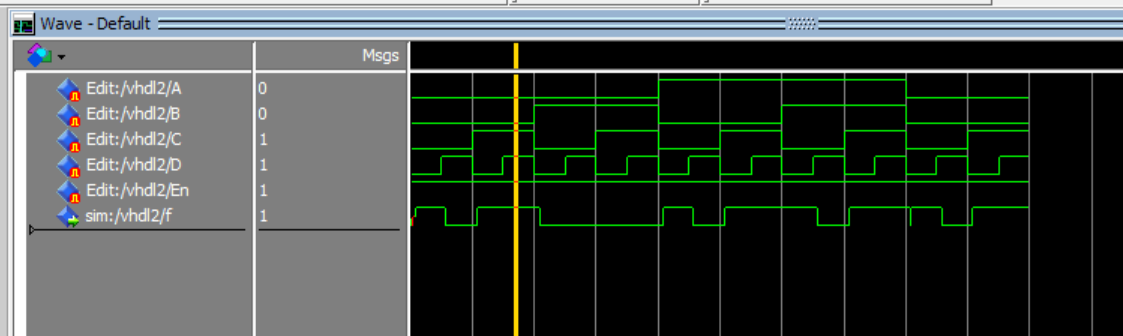 Wave - Default
Msgs
Edit:/vhdl2/A 0
Edit:/vhdl2/B 0
Edit:/vhdl2/C 1
Edit:/vhdl2/D 1
Edit:/vhdl2/En 1
sim:/vhdl2/f 1